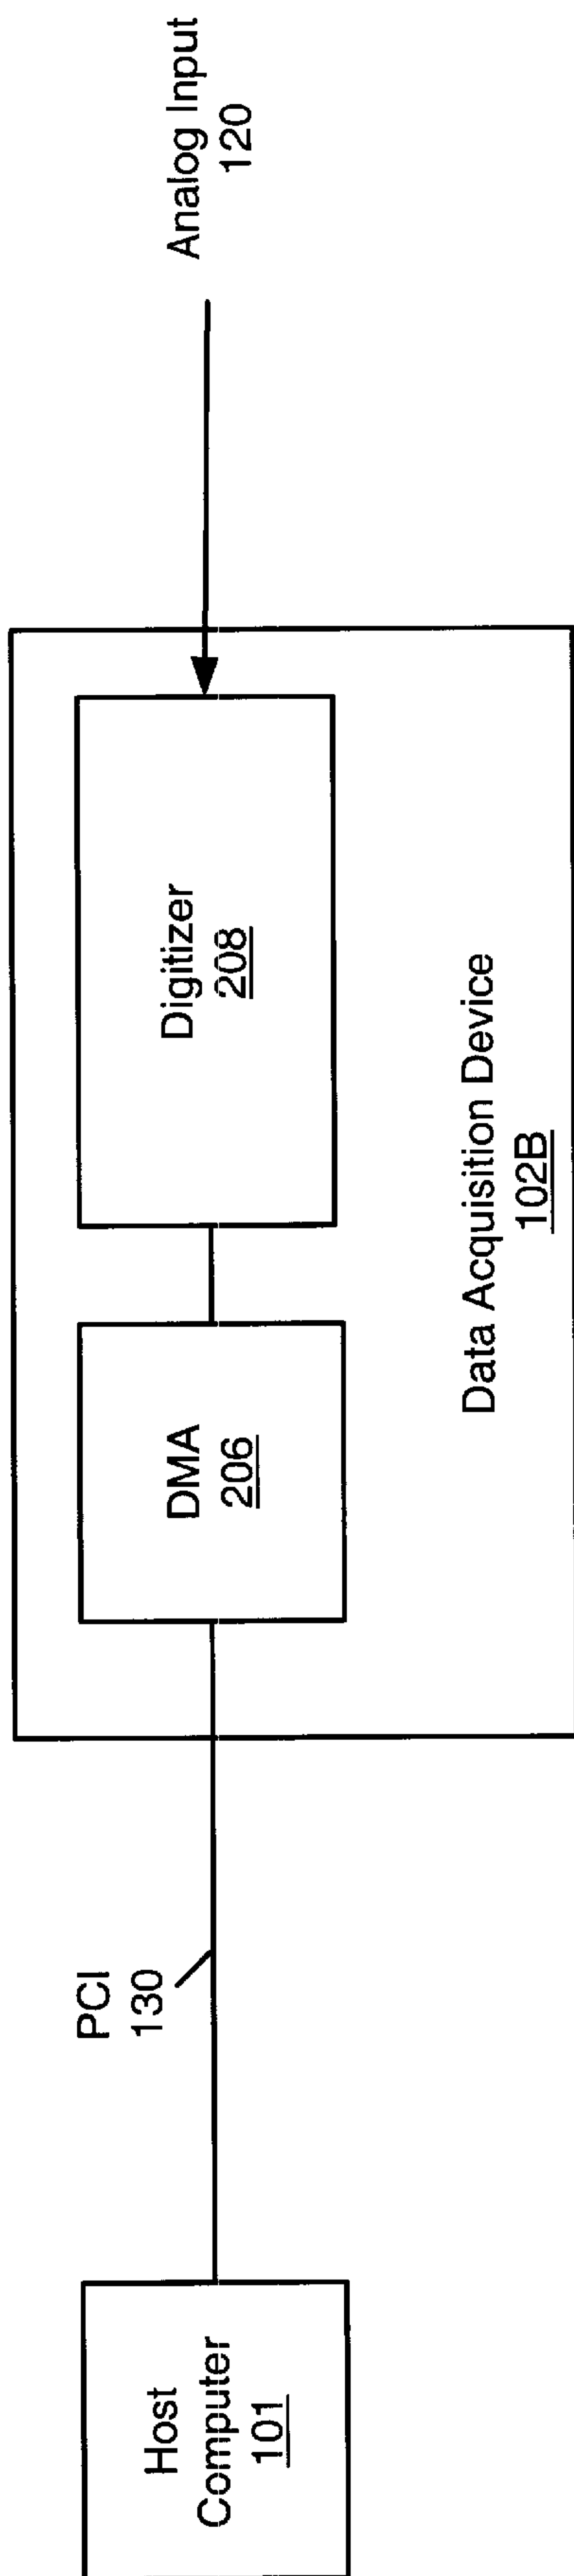 Host
Computer
101
PCI
130
DMA
206
Digitizer
208
Data Acquisition Device
102B
Analog Input
120